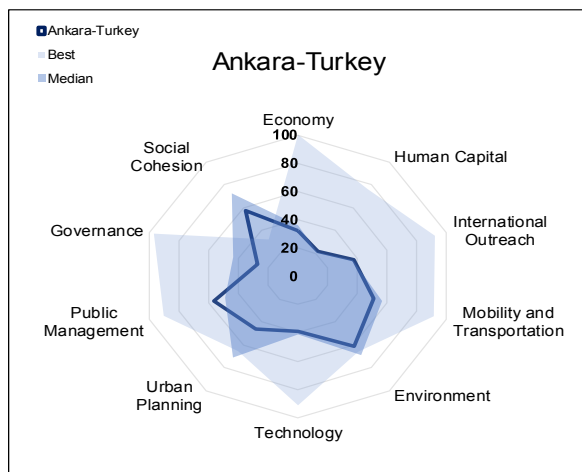 Ankara-Turkey
Best
Median
Ankara-Turkey
Economy
100
80
60
40
20
0
Human Capital
International
Outreach
Mobility and
Transportation
Environment
Technology
Urban
Planning
Public
Management
Governance
Social
Cohesion